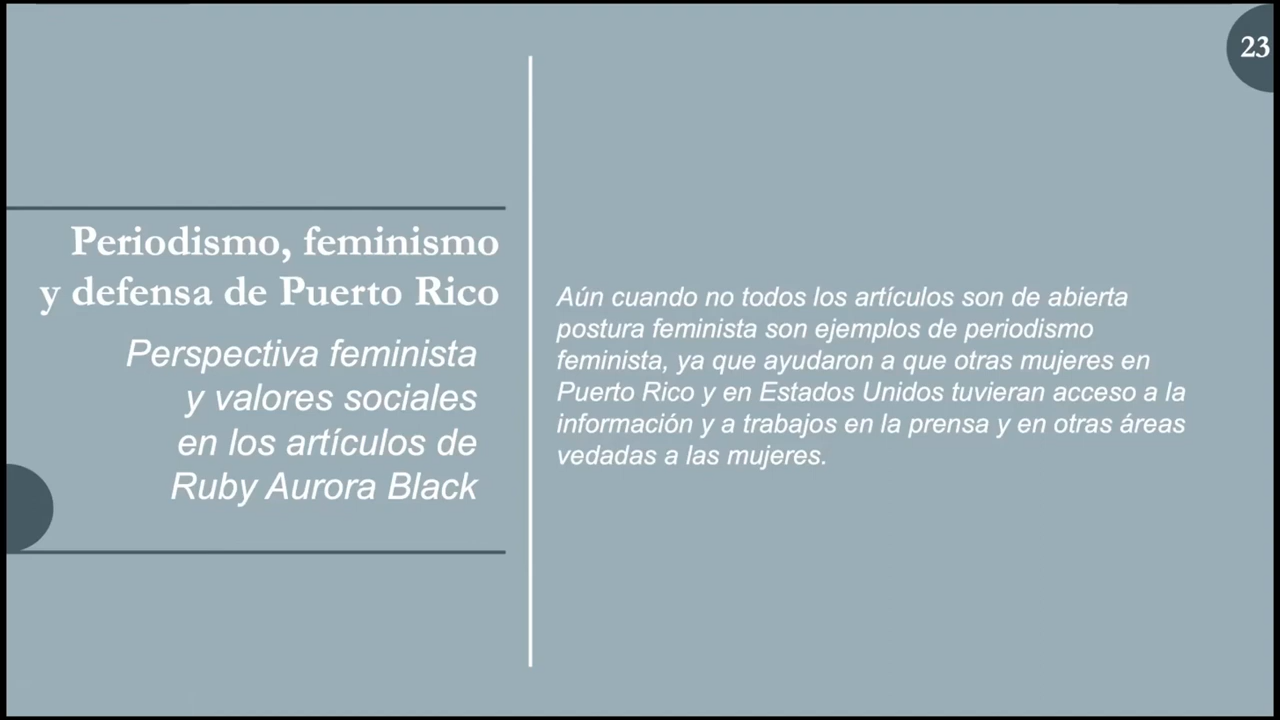 23
Periodismo, feminismo
y defensa de Puerto Rico
Perspectiva feminista
y valores sociales
en los artículos de
Ruby Aurora Black
Aún cuando no todos los artículos son de abierta
postura feminista son ejemplos de periodismo
feminista, ya que ayudaron a que otras mujeres en
Puerto Rico y en Estados Unidos tuvieran acceso a la
información y a trabajos en la prensa y en otras áreas
vedadas a las mujeres.